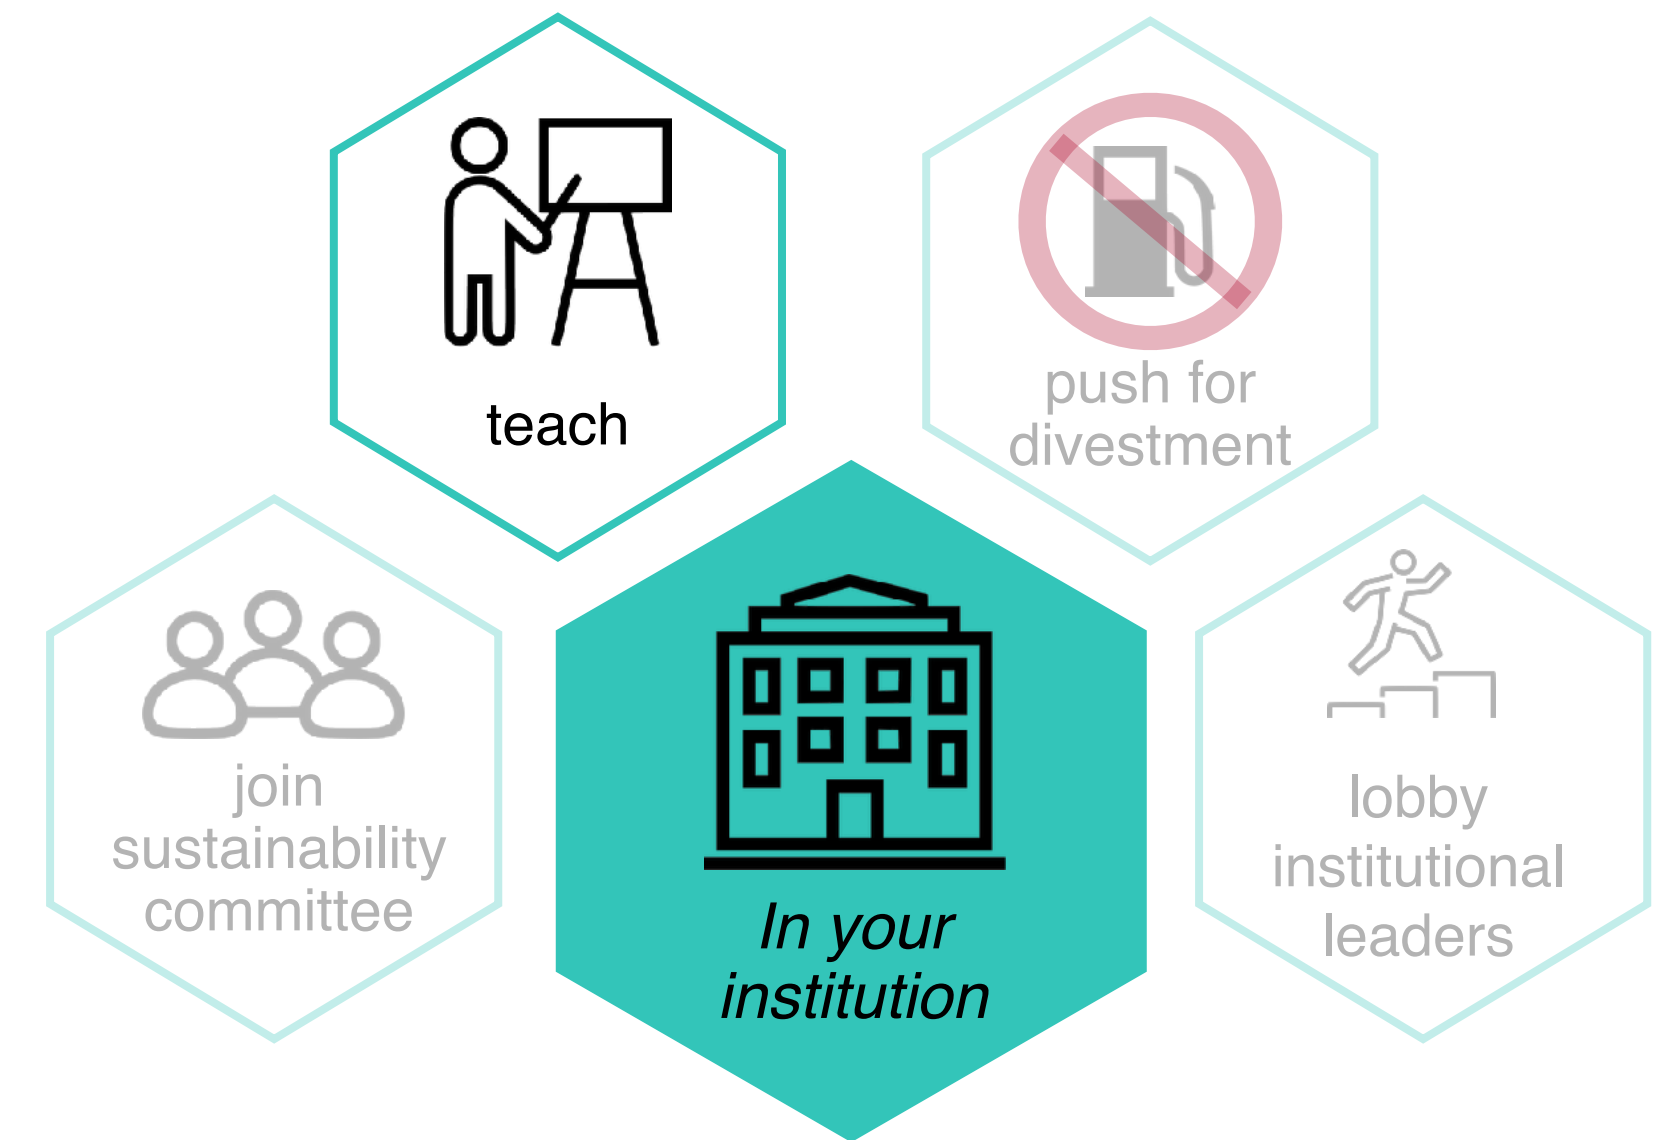 teach
push for
divestment
join
sustainability
committee
In your
institution
lobby
institutional
leaders